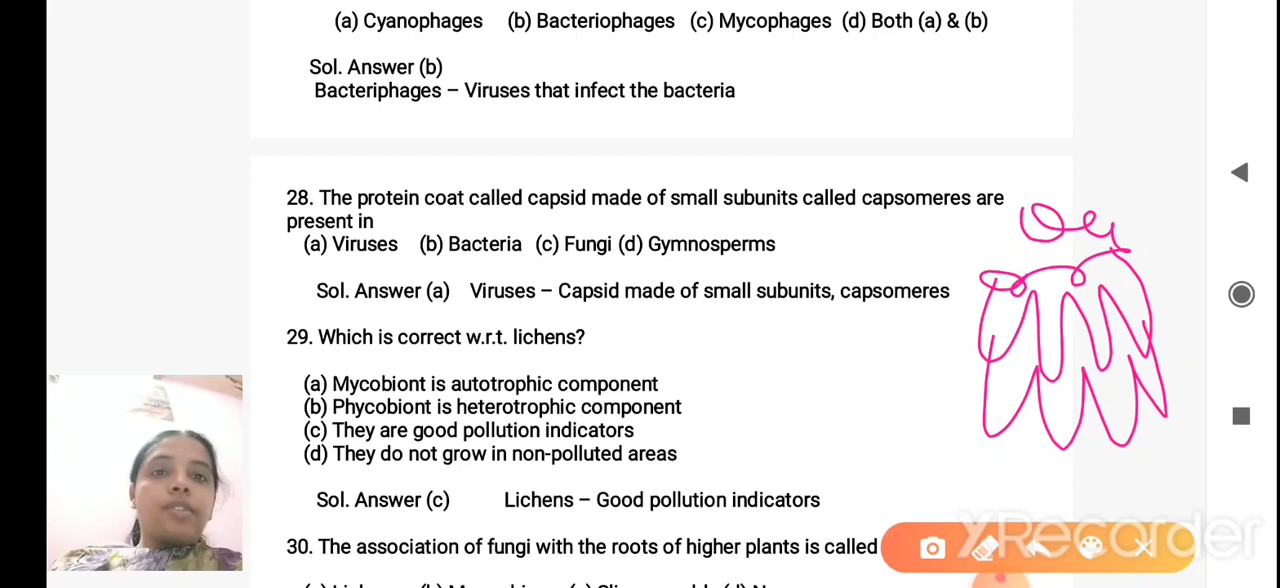 (a) Cyanophages (b) Bacteriophages (c) Mycophages (d) Both (a) & (b)
Sol. Answer (b)
Bacteriphages – Viruses that infect the bacteria
28. The protein coat called capsid made of small subunits called capsomeres are
present in
(a) Viruses (b) Bacteria (c) Fungi (d) Gymnosperms
Sol. Answer (a) Viruses – Capsid made of small subunits, capsomeres
29. Which is correct w.r.t. lichens?
(a) Mycobiont is autotrophic component
(b) Phycobiont is heterotrophic component
(c) They are good pollution indicators
(d) They do not grow in non-polluted areas
Sol. Answer (c) Lichens – Good pollution indicators
30. The association of fungi with the roots of higher plants is called
XRecorder